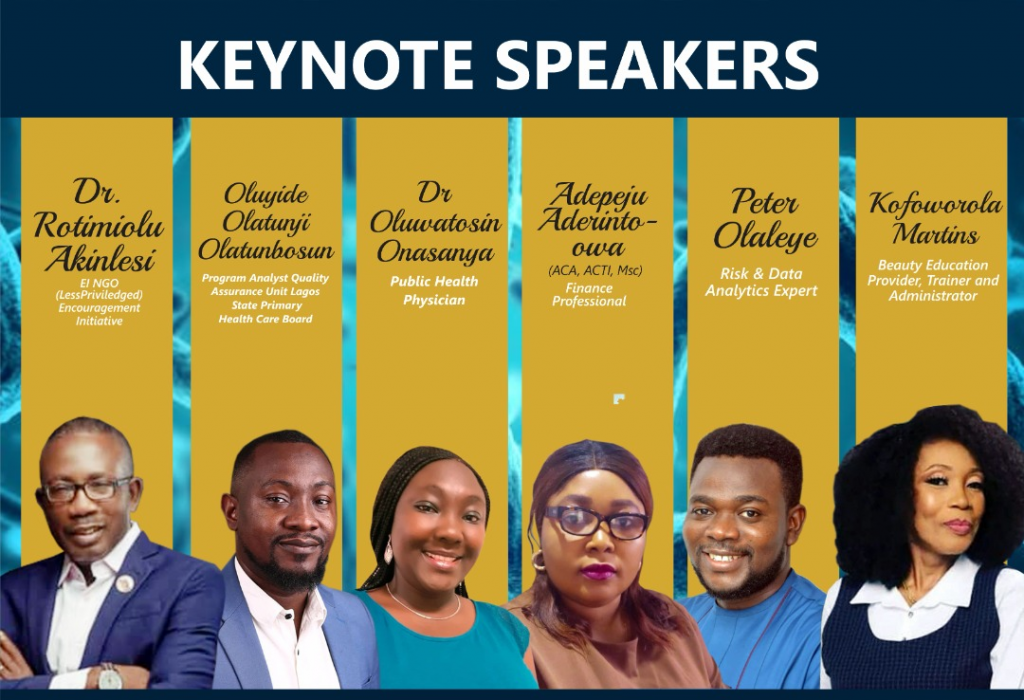 KEYNOTE SPEAKERS
Dr.
Rotimiolu
Akinlesi
EI NGO
(LessPriviledged)
Encouragement
Initiative
Oluyide
Olatunji
Olatunbosun
Program Analyst Quality
Assurance Unit Lagos
State Primary
Health Care Board
Dr
Oluwatosin
Onasanya
Public Health
Physician
Adepeju
Aderinto-
owa
(ACA, ACTI, Msc)
Finance
Professional
Peter
Olaleye
Risk & Data
Analytics Expert
Kofoworola
Martins
Beauty Education
Provider, Trainer and
Administrator